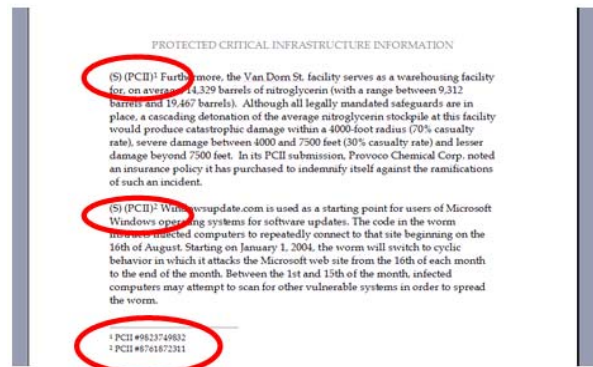 PROTECTED CRITICAL INFRASTRUCTURE INFORMATION
(S) (PCII)¹ Furthermore, the Van Dorn St. facility serves as a warehousing facility
for, on average, 14,329 barrels of nitroglycerin (with a range between 9,312
barrels and 19,467 barrels). Although all legally mandated safeguards are in
place, a cascading detonation of the average nitroglycerin stockpile at this facility
would produce catastrophic damage within a 4000-foot radius (70% casualty
rate), severe damage between 4000 and 7500 feet (30% casualty rate) and lesser
damage beyond 7500 feet. In its PCII submission, Provoco Chemical Corp. noted
an insurance policy it has purchased to indemnify itself against the ramifications
of such an incident.
(S) (PCII)² Windowsupdate.com is used as a starting point for users of Microsoft
Windows operating systems for software updates. The code in the worm
instructs infected computers to repeatedly connect to that site beginning on the
16th of August. Starting on January 1, 2004, the worm will switch to cyclic
behavior in which it attacks the Microsoft web site from the 16th of each month
to the end of the month. Between the 1st and 15th of the month, infected
computers may attempt to scan for other vulnerable systems in order to spread
the worm.
¹ PCII #9823749832
² PCII #8761872311